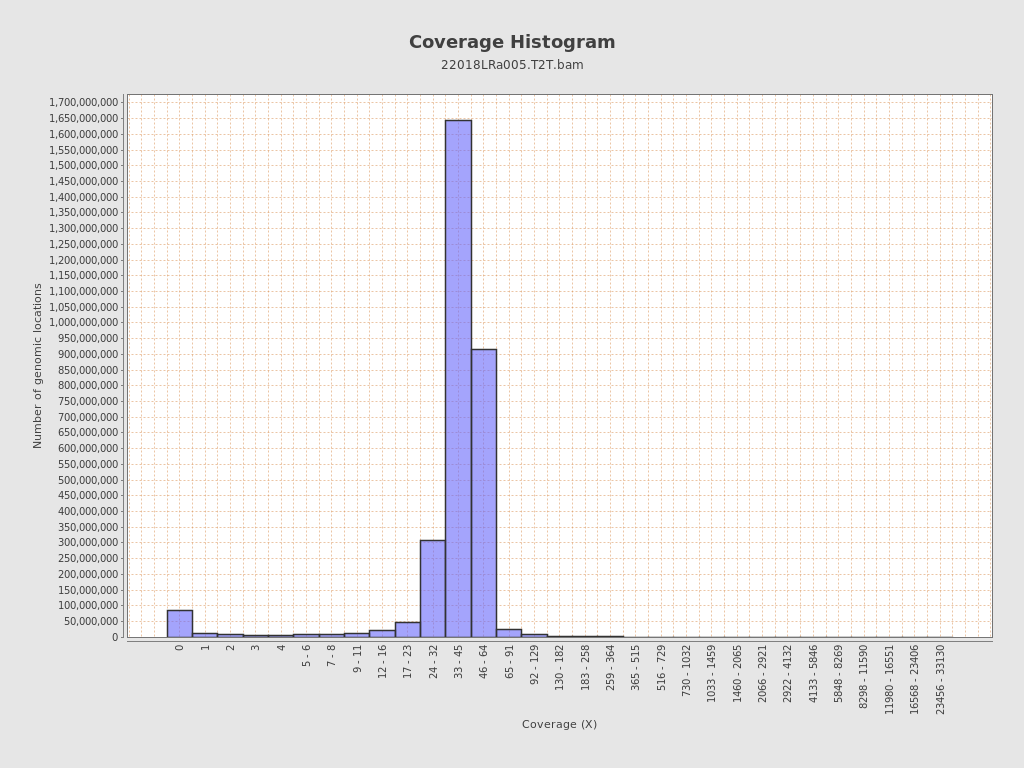 Coverage Histogram
22018LRa005.T2T.bam
Number of genomic locations
1,700,000,000
1,650,000,000
1,600,000,000
1,550,000,000
1,500,000,000
1,450,000,000
1,400,000,000
1,350,000,000
1,300,000,000
1,250,000,000
1,200,000,000
1,150,000,000
1,100,000,000
1,050,000,000
1,000,000,000
950,000,000
900,000,000
850,000,000
800,000,000
750,000,000
700,000,000
650,000,000
600,000,000
550,000,000
500,000,000
450,000,000
400,000,000
350,000,000
300,000,000
250,000,000
200,000,000
150,000,000
100,000,000
50,000,000
0
0
1
2
3
4
5 - 6
7 - 8
9 - 11
12 - 16
17 - 23
24 - 32
33 - 45
46 - 64
65 - 91
92 - 129
130 - 182
183 - 258
259 - 364
365 - 515
516 - 729
730 - 1032
1033 - 1459
1460 - 2065
2066 - 2921
2922 - 4132
4133 - 5846
5848 - 8269
8298 - 11590
11980 - 16551
16568 - 23406
23456 - 33130
Coverage (X)